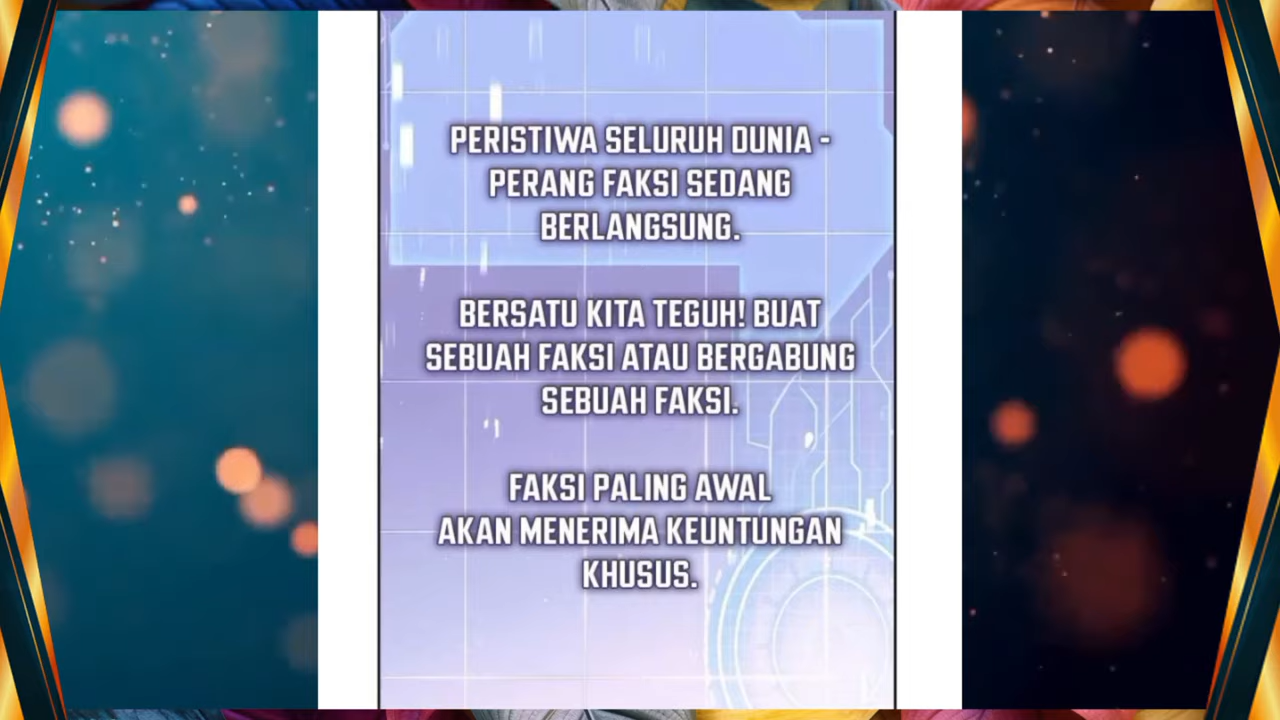 PERISTIWA SELURUH DUNIA -
PERANG FAKSI SEDANG
BERLANGSUNG.
BERSATU KITA TEGUH! BUAT
SEBUAH FAKSI ATAU BERGABUNG
SEBUAH FAKSI.
FAKSI PALING AWAL
AKAN MENERIMA KEUNTUNGAN
KHUSUS.